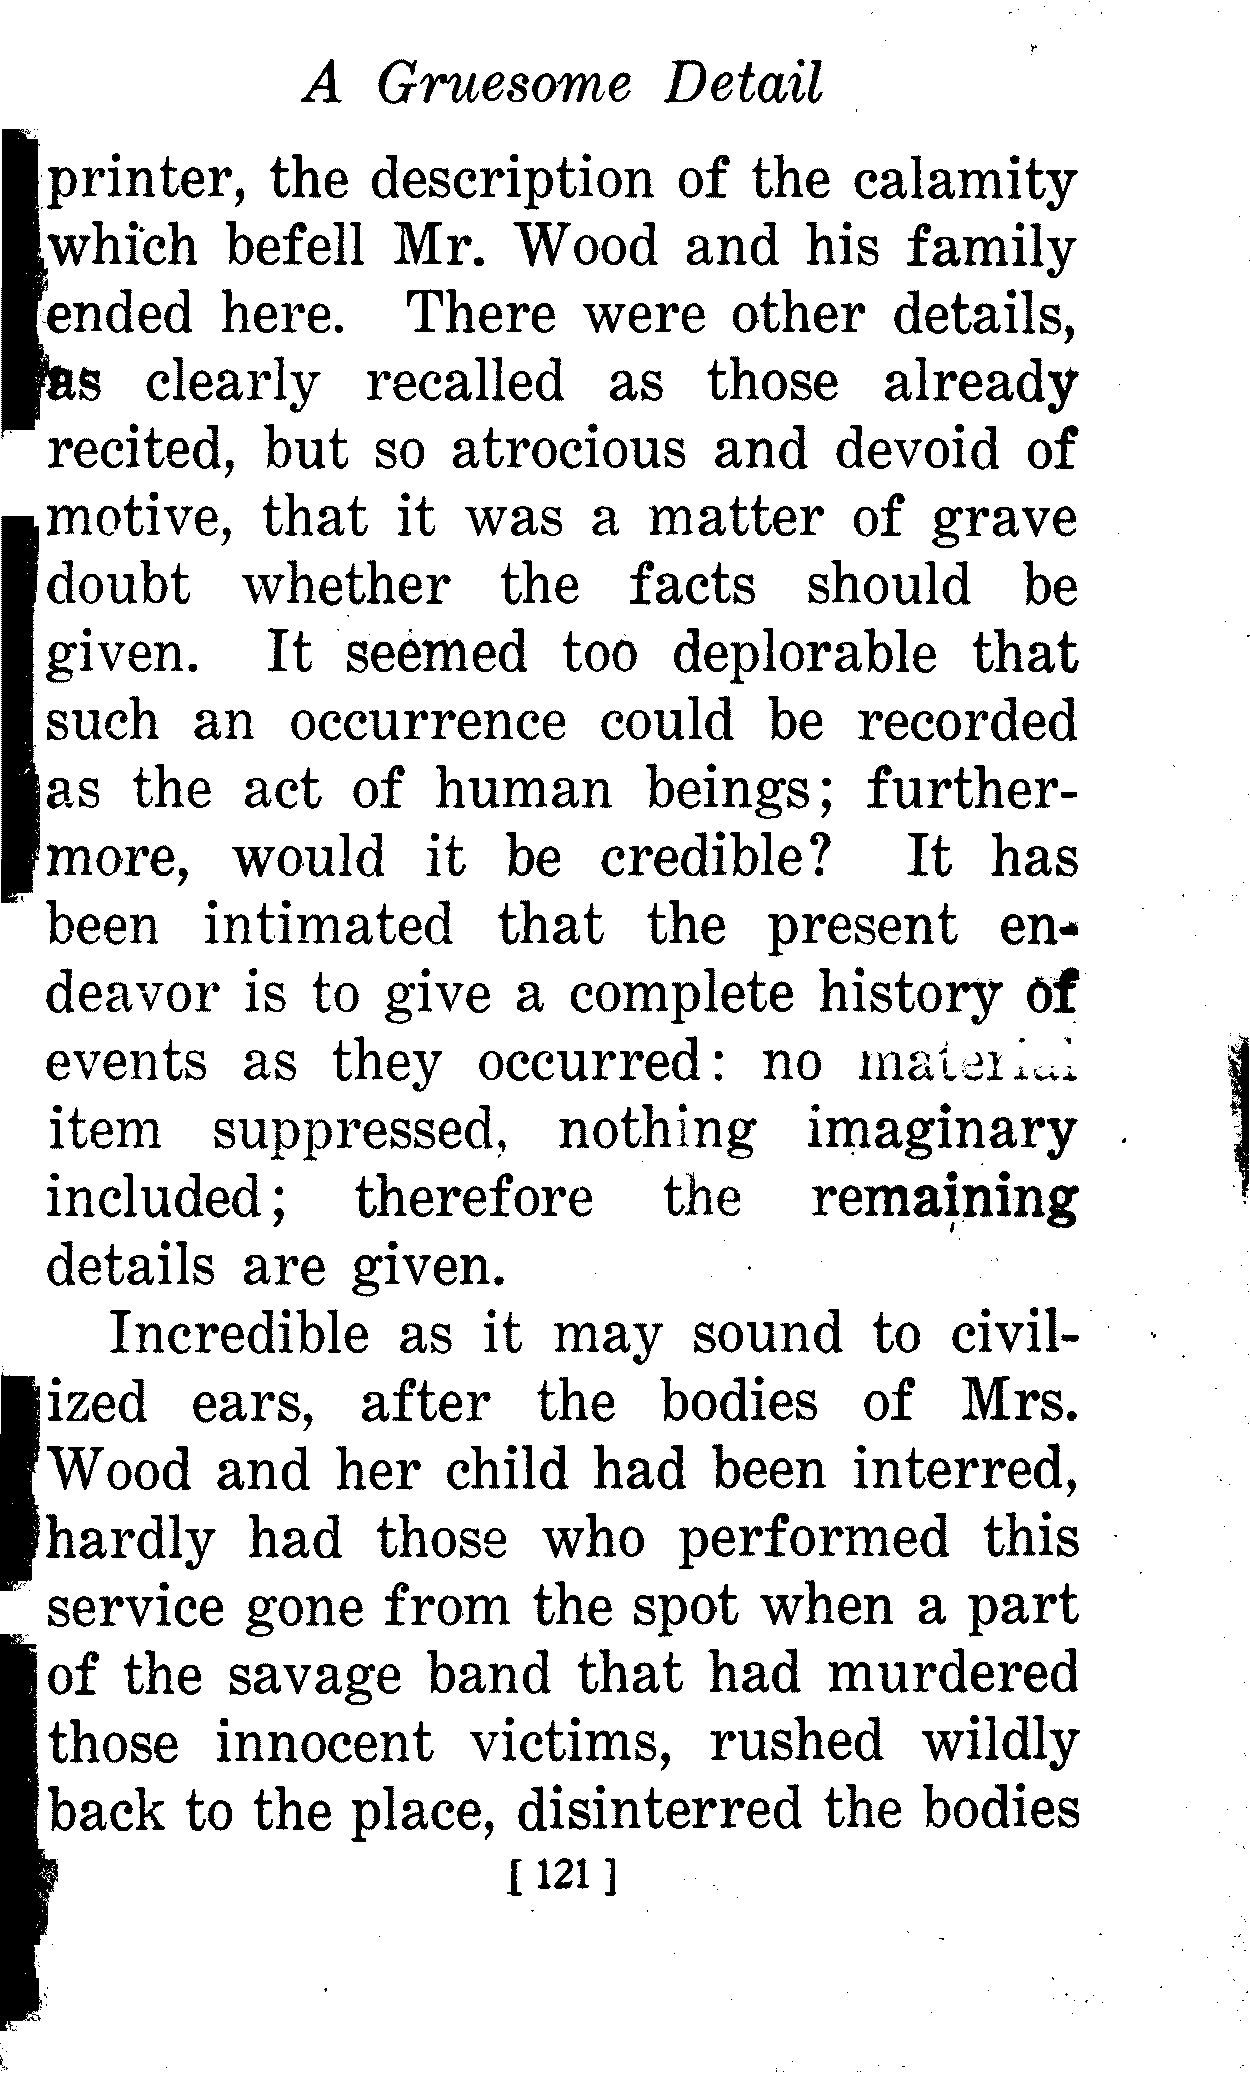 A Gruesome Detail
printer, the description of the calamity
which befell Mr. Wood and his family
ended here. There were other details,
as clearly recalled as those already
recited, but so atrocious and devoid of
motive, that it was a matter of grave
doubt whether the facts should be
given. It seemed too deplorable that
such an occurrence could be recorded
as the act of human beings; further-
more, would it be credible? It has
been intimated that the present en-
deavor is to give a complete history of
events as they occurred: no material
item suppressed, nothing imaginary
included; therefore the remaining
details are given.
Incredible as it may sound to civil-
ized ears, after the bodies of Mrs.
Wood and her child had been interred,
hardly had those who performed this
service gone from the spot when a part
of the savage band that had murdered
those innocent victims, rushed wildly
back to the place, disinterred the bodies
[ 121 ]